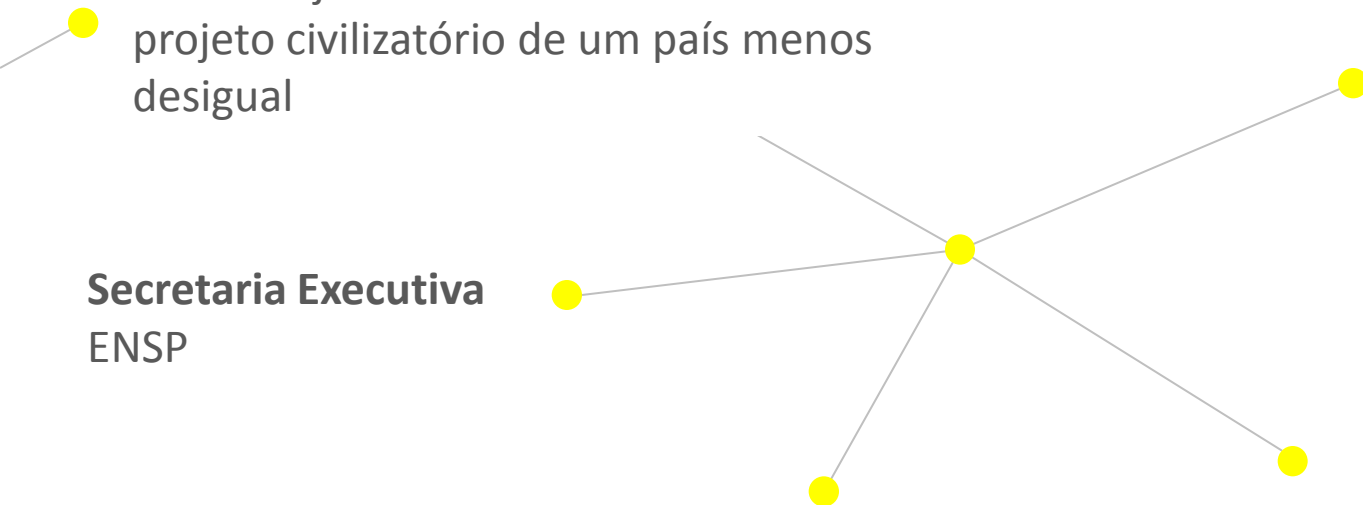 projeto civilizatório de um país menos
desigual
Secretaria Executiva
ENSP